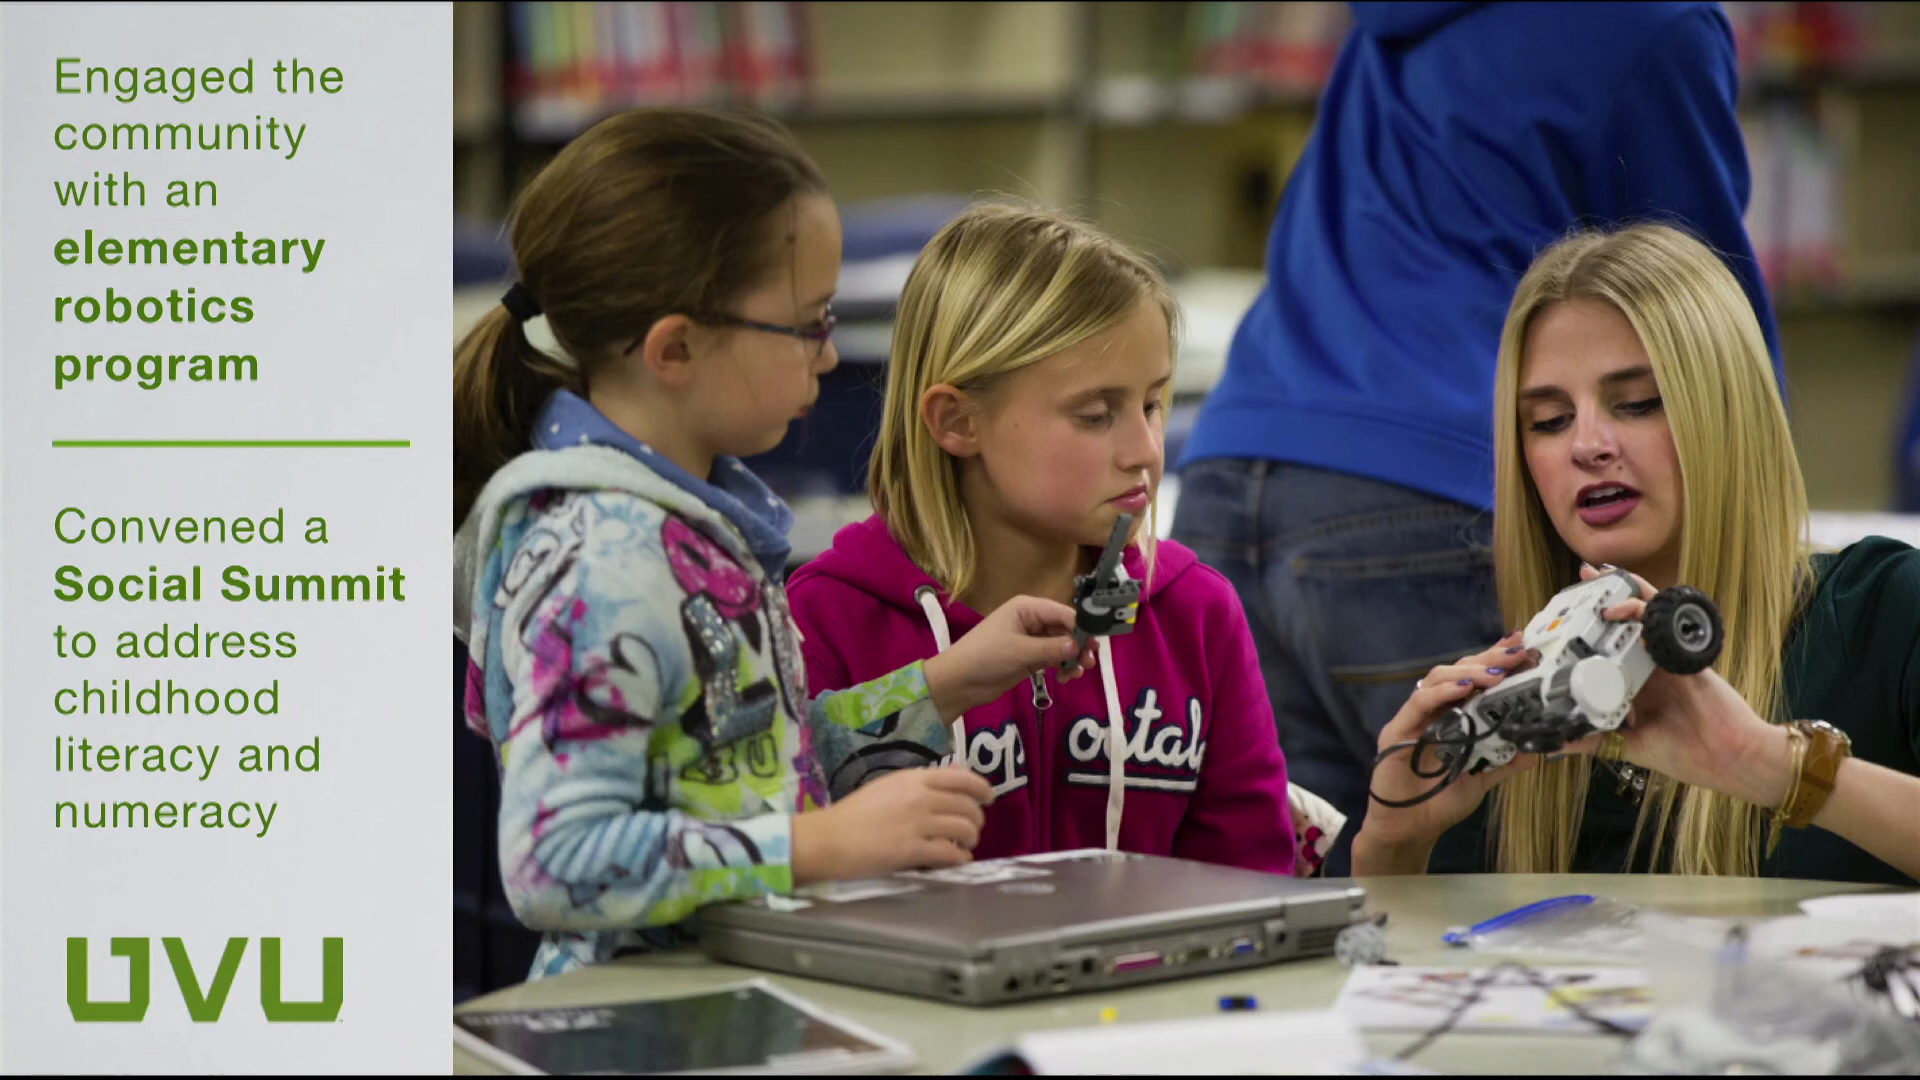 Engaged the
community
with an
elementary
robotics
program
Convened a
Social Summit
to address
childhood
literacy and
numeracy
UVU